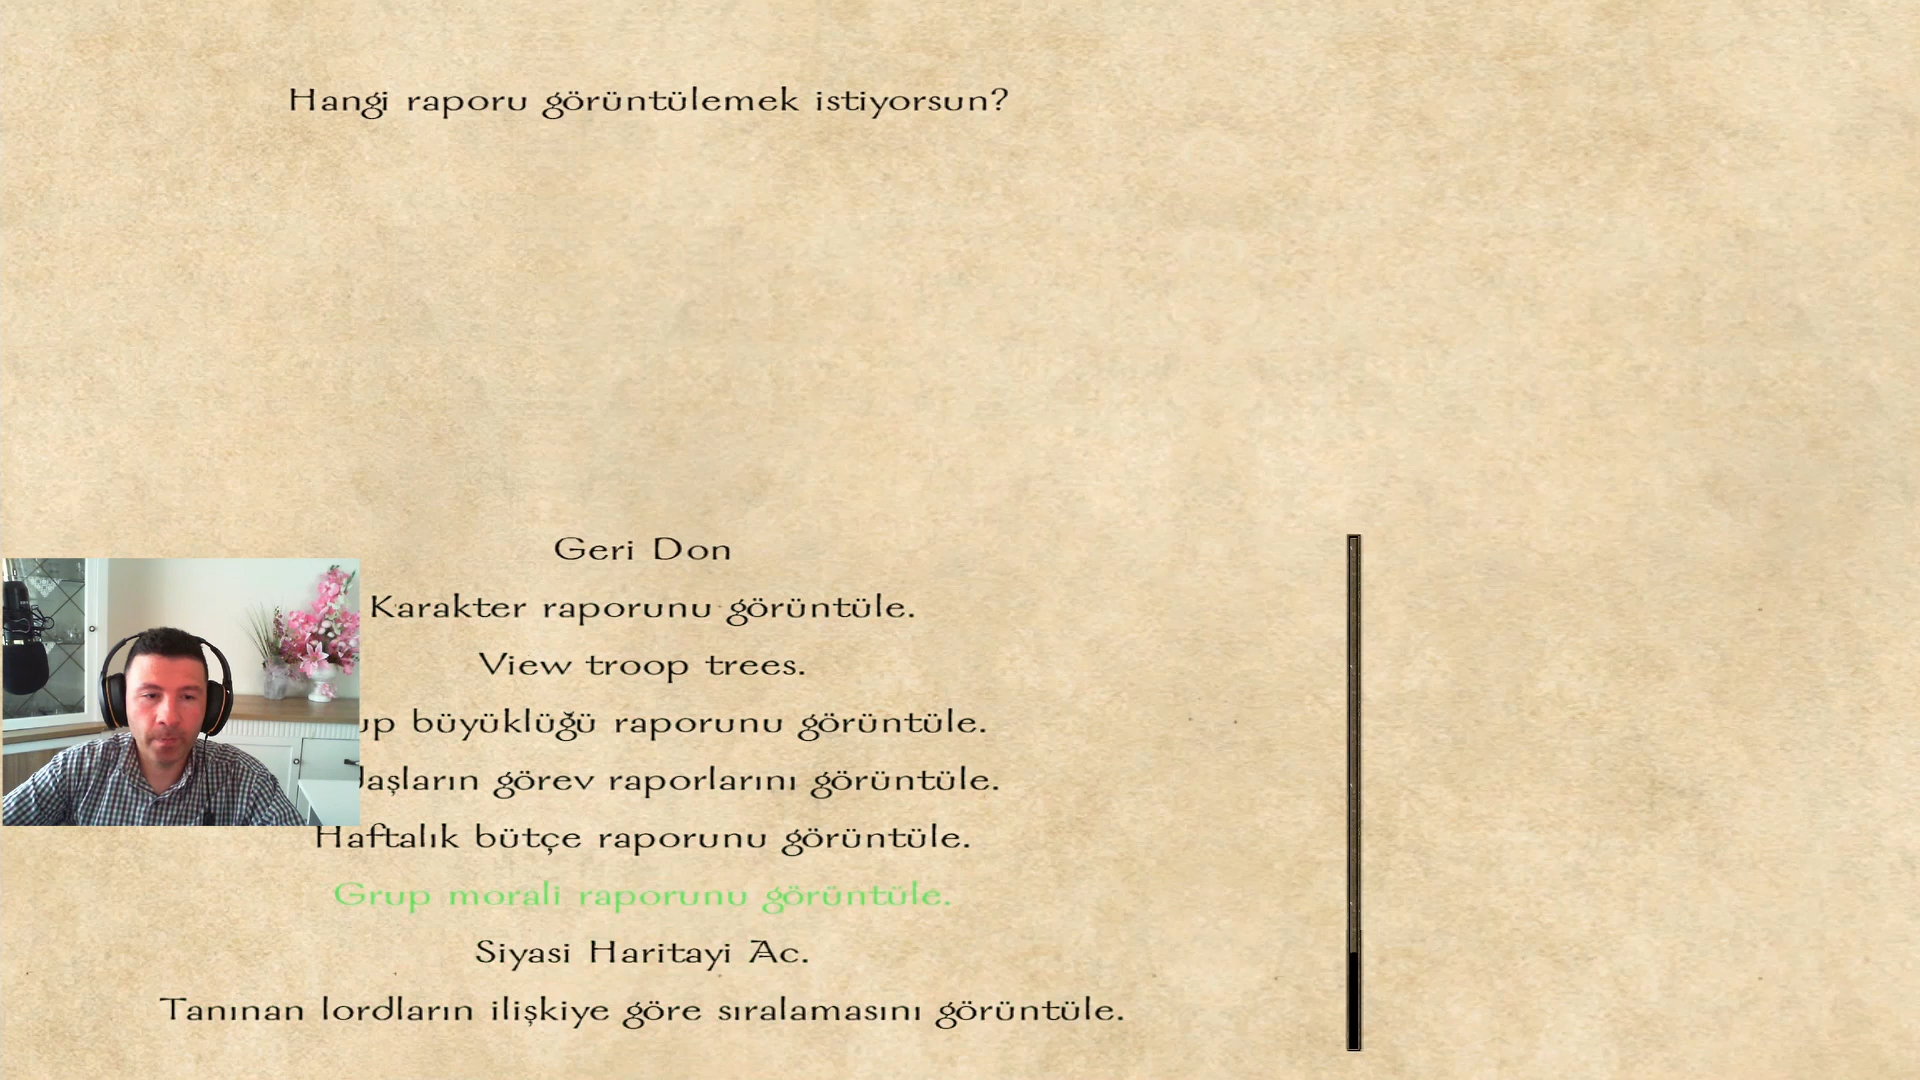 Hangi raporu görüntülemek istiyorsun?
Geri Don
Karakter raporunu görüntüle.
View troop trees.
büyüklüğü raporunu görüntüle.
görev raporlarını görüntüle.
Haftalık bütçe raporunu görüntüle.
Grup morali raporunu görüntüle.
Siyasi Haritayi Ac.
Tanınan lordların ilişkiye göre sıralamasını görüntüle.